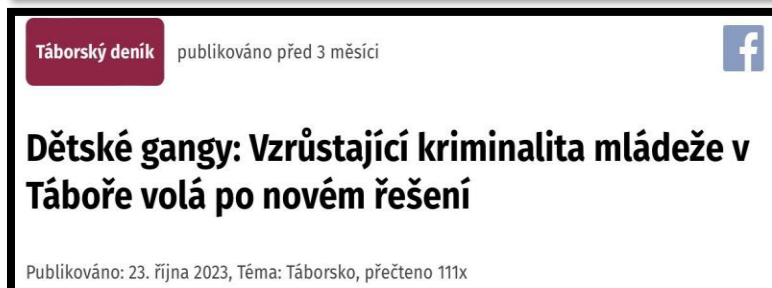 Táborský deník publikováno před 3 měsíci
Dětské gangy: Vzrůstající kriminalita mládeže v
Táboře volá po novém řešení
Publikováno: 23. října 2023, Téma: Táborsko, přečteno 111x